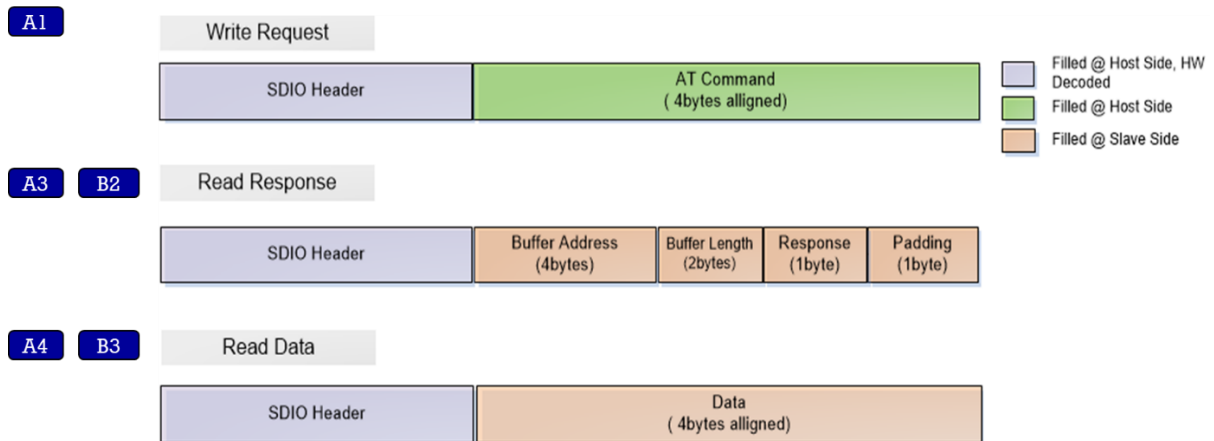 A1
Write Request
SDIO Header
AT Command
( 4bytes alligned)
Filled @ Host Side, HW
Decoded
Filled @ Host Side
Filled @ Slave Side
A3
B2
Read Response
SDIO Header
Buffer Address
(4bytes)
Buffer Length
(2bytes)
Response
(1byte)
Padding
(1byte)
A4
B3
Read Data
SDIO Header
Data
( 4bytes alligned)